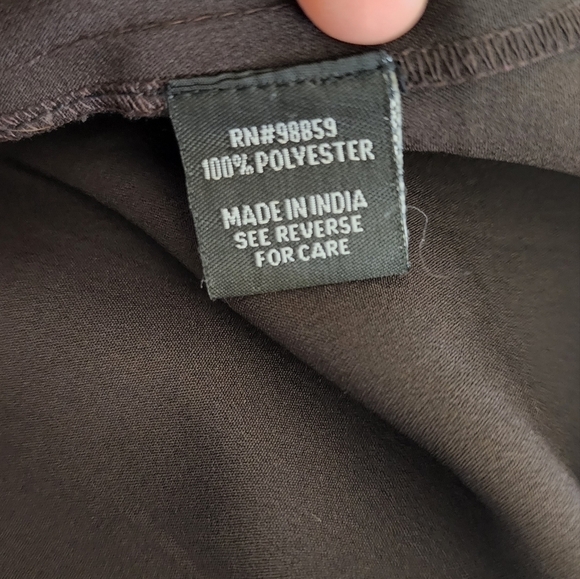 RN#98859
100% POLYESTER
MADE IN INDIA
SEE REVERSE
FOR CARE